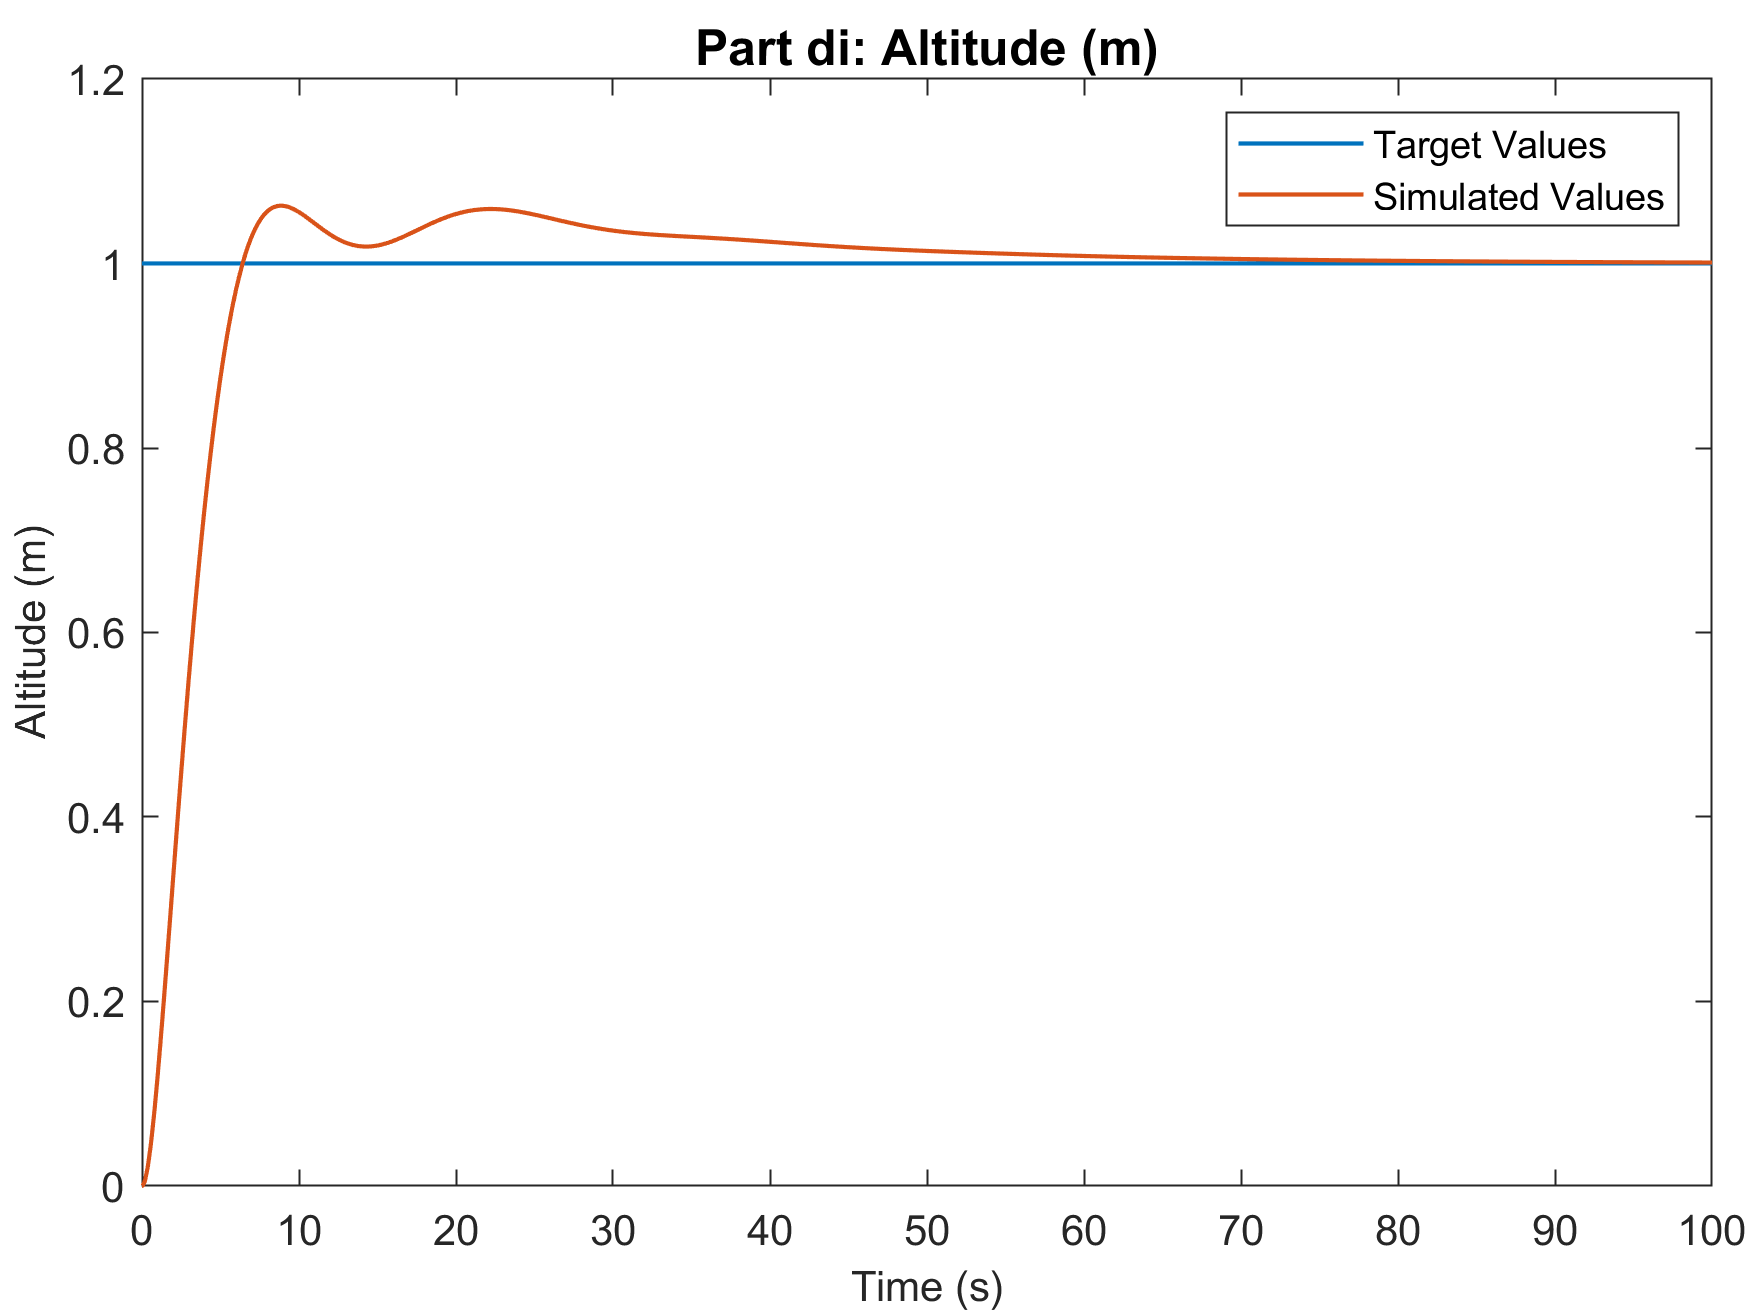 Part di: Altitude (m)
1.2
1
0.8
0.6
0.4
0.2
0
Altitude (m)
Target Values
Simulated Values
0 10 20 30 40 50 60 70 80 90 100
Time (s)